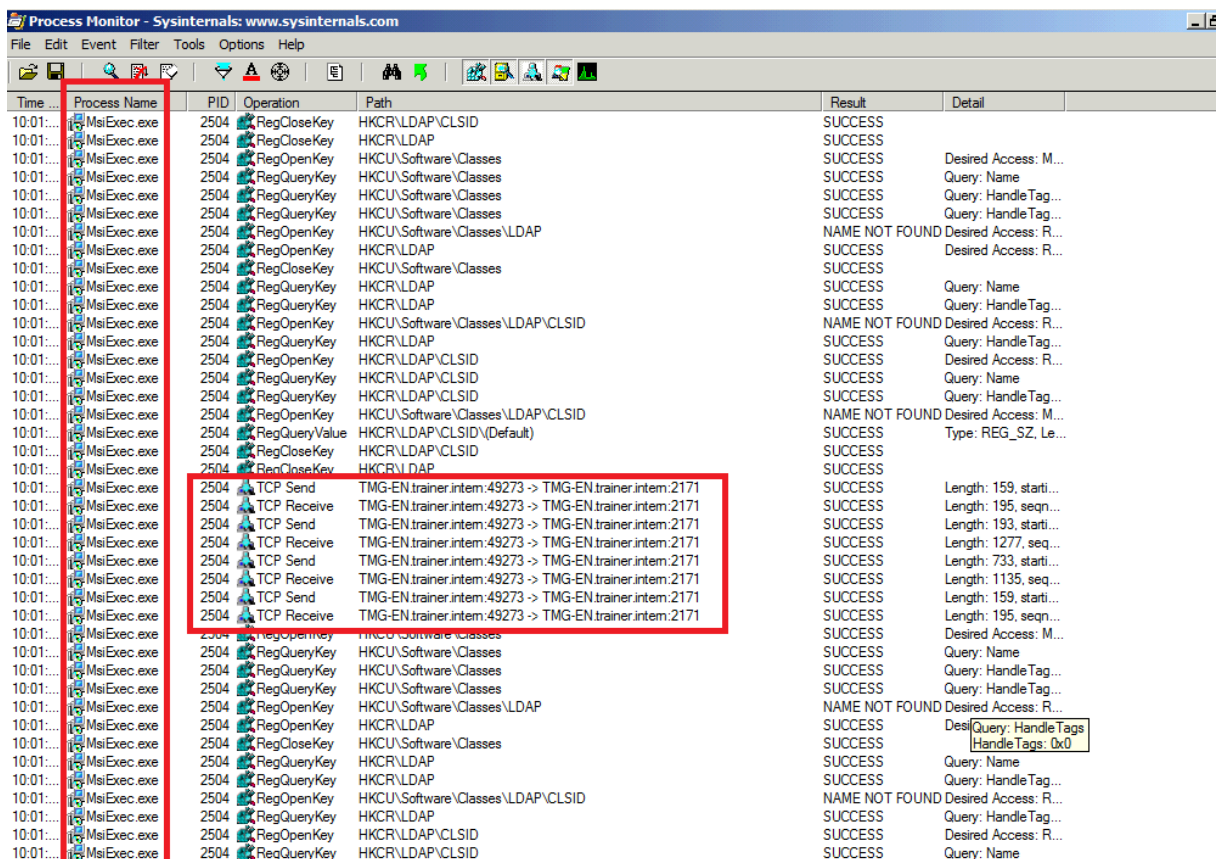 Process Monitor - Sysinternals: www.sysinternals.com
File Edit Event Filter Tools Options Help
Time ... Process Name PID Operation Path Result Detail
10:01:... MsiExec.exe 2504 RegCloseKey HKCR\LDAP\CLSID SUCCESS
10:01:... MsiExec.exe 2504 RegCloseKey HKCR\LDAP SUCCESS
10:01:... MsiExec.exe 2504 RegOpenKey HKCU\Software\Classes SUCCESS Desired Access: M...
10:01:... MsiExec.exe 2504 RegQueryKey HKCU\Software\Classes SUCCESS Query: Name
10:01:... MsiExec.exe 2504 RegQueryKey HKCU\Software\Classes SUCCESS Query: HandleTag...
10:01:... MsiExec.exe 2504 RegQueryKey HKCU\Software\Classes SUCCESS Query: HandleTag...
10:01:... MsiExec.exe 2504 RegOpenKey HKCU\Software\Classes\LDAP NAME NOT FOUND Desired Access: R...
10:01:... MsiExec.exe 2504 RegOpenKey HKCR\LDAP SUCCESS Desired Access: R...
10:01:... MsiExec.exe 2504 RegCloseKey HKCU\Software\Classes SUCCESS
10:01:... MsiExec.exe 2504 RegQueryKey HKCR\LDAP SUCCESS Query: Name
10:01:... MsiExec.exe 2504 RegQueryKey HKCR\LDAP SUCCESS Query: HandleTag...
10:01:... MsiExec.exe 2504 RegOpenKey HKCU\Software\Classes\LDAP\CLSID NAME NOT FOUND Desired Access: R...
10:01:... MsiExec.exe 2504 RegQueryKey HKCR\LDAP SUCCESS Query: HandleTag...
10:01:... MsiExec.exe 2504 RegOpenKey HKCR\LDAP\CLSID SUCCESS Desired Access: R...
10:01:... MsiExec.exe 2504 RegQueryKey HKCR\LDAP\CLSID SUCCESS Query: Name
10:01:... MsiExec.exe 2504 RegQueryKey HKCR\LDAP\CLSID SUCCESS Query: HandleTag...
10:01:... MsiExec.exe 2504 RegOpenKey HKCU\Software\Classes\LDAP\CLSID NAME NOT FOUND Desired Access: M...
10:01:... MsiExec.exe 2504 RegQueryValue HKCR\LDAP\CLSID\(Default) SUCCESS Type: REG_SZ, Le...
10:01:... MsiExec.exe 2504 RegCloseKey HKCR\LDAP\CLSID SUCCESS
10:01:... MsiExec.exe 2504 RegCloseKey HKCR\LDAP SUCCESS
10:01:... MsiExec.exe 2504 TCP Send TMG-EN.trainer.intern:49273 -> TMG-EN.trainer.intern:2171 SUCCESS Length: 159, starti...
10:01:... MsiExec.exe 2504 TCP Receive TMG-EN.trainer.intern:49273 -> TMG-EN.trainer.intern:2171 SUCCESS Length: 195, seqn...
10:01:... MsiExec.exe 2504 TCP Send TMG-EN.trainer.intern:49273 -> TMG-EN.trainer.intern:2171 SUCCESS Length: 193, starti...
10:01:... MsiExec.exe 2504 TCP Receive TMG-EN.trainer.intern:49273 -> TMG-EN.trainer.intern:2171 SUCCESS Length: 1277, seq...
10:01:... MsiExec.exe 2504 TCP Send TMG-EN.trainer.intern:49273 -> TMG-EN.trainer.intern:2171 SUCCESS Length: 733, starti...
10:01:... MsiExec.exe 2504 TCP Receive TMG-EN.trainer.intern:49273 -> TMG-EN.trainer.intern:2171 SUCCESS Length: 1135, seq...
10:01:... MsiExec.exe 2504 TCP Send TMG-EN.trainer.intern:49273 -> TMG-EN.trainer.intern:2171 SUCCESS Length: 159, starti...
10:01:... MsiExec.exe 2504 TCP Receive TMG-EN.trainer.intern:49273 -> TMG-EN.trainer.intern:2171 SUCCESS Length: 195, seqn...
10:01:... MsiExec.exe 2504 RegOpenKey HKCU\Software\Classes SUCCESS Desired Access: M...
10:01:... MsiExec.exe 2504 RegQueryKey HKCU\Software\Classes SUCCESS Query: Name
10:01:... MsiExec.exe 2504 RegQueryKey HKCU\Software\Classes SUCCESS Query: HandleTag...
10:01:... MsiExec.exe 2504 RegQueryKey HKCU\Software\Classes SUCCESS Query: HandleTag...
10:01:... MsiExec.exe 2504 RegOpenKey HKCU\Software\Classes\LDAP NAME NOT FOUND Desired Access: R...
10:01:... MsiExec.exe 2504 RegOpenKey HKCR\LDAP SUCCESS Desi Query: HandleTags
10:01:... MsiExec.exe 2504 RegCloseKey HKCU\Software\Classes SUCCESS HandleTags: 0x0
10:01:... MsiExec.exe 2504 RegQueryKey HKCR\LDAP SUCCESS Query: Name
10:01:... MsiExec.exe 2504 RegQueryKey HKCR\LDAP SUCCESS Query: HandleTag...
10:01:... MsiExec.exe 2504 RegOpenKey HKCU\Software\Classes\LDAP\CLSID NAME NOT FOUND Desired Access: R...
10:01:... MsiExec.exe 2504 RegQueryKey HKCR\LDAP SUCCESS Query: HandleTag...
10:01:... MsiExec.exe 2504 RegOpenKey HKCR\LDAP\CLSID SUCCESS Desired Access: R...
10:01:... MsiExec.exe 2504 RegQueryKey HKCR\LDAP\CLSID SUCCESS Query: Name